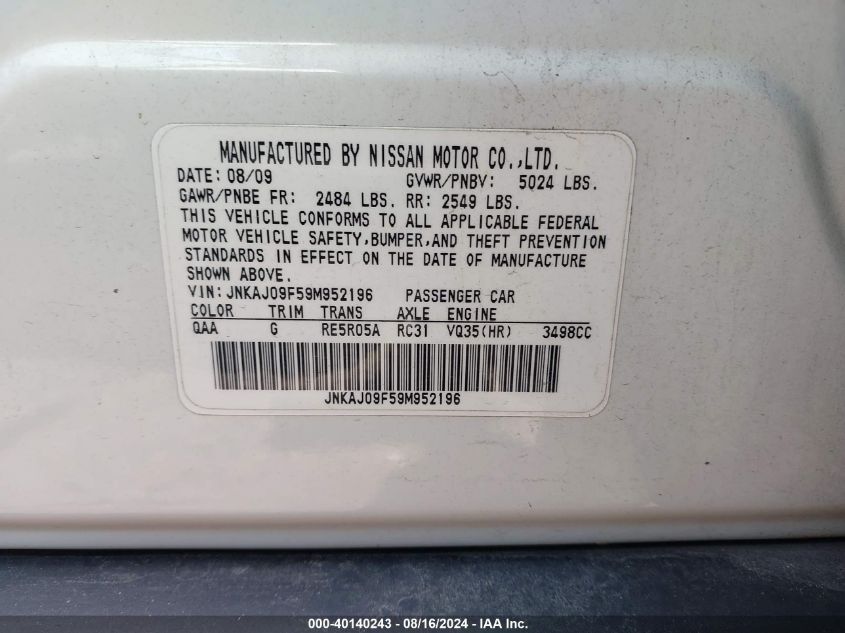 MANUFACTURED BY NISSAN MOTOR CO.,LTD.
DATE: 08/09 GVWR/PNBV: 5024 LBS.
GAWR/PNBE FR: 2484 LBS. RR: 2549 LBS.
THIS VEHICLE CONFORMS TO ALL APPLICABLE FEDERAL
MOTOR VEHICLE SAFETY,BUMPER,AND THEFT PREVENTION
STANDARDS IN EFFECT ON THE DATE OF MANUFACTURE
SHOWN ABOVE.
VIN:JNKAJ09F59M952196 PASSENGER CAR
COLOR TRIM TRANS AXLE ENGINE
QAA G RE5R05A RC31 VQ35(HR) 3498CC
JNKAJ09F59M952196
000-40140243 - 08/16/2024 - IAA Inc.